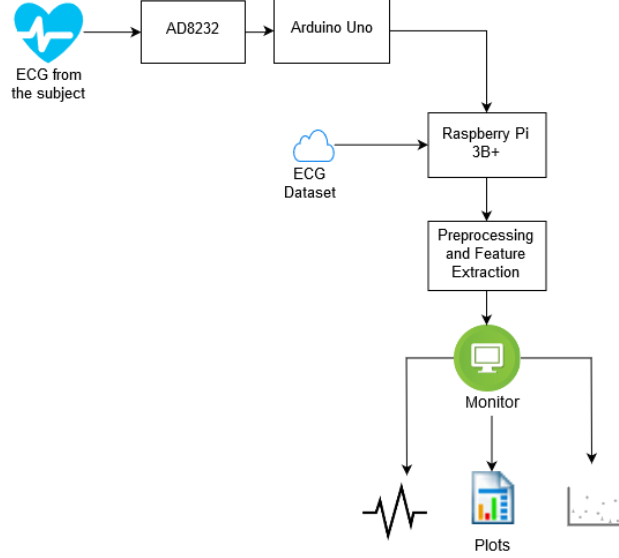 ECG from
the subject
AD8232
Arduino Uno
Raspberry Pi
3B+
ECG
Dataset
Preprocessing
and Feature
Extraction
Monitor
Plots